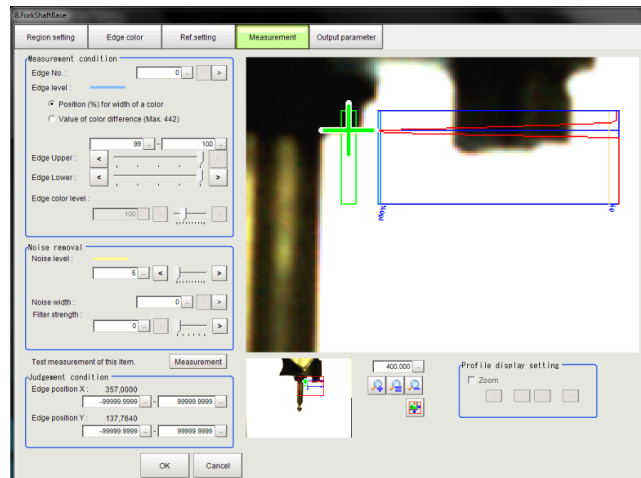 8.ForkShaftBase
Region setting Edge color Ref.setting Measurement Output parameter
Measurement condition
Edge No. : 0 .. - >
Edge level :
Position (%) for width of a color
Value of color difference (Max. 442)
99 .. - 100 ..
Edge Upper : <
Edge Lower : < >
Edge color level :
100
Noise removal
Noise level :
5 .. < >
Noise width : 0 .. >
Filter strength :
0 .. >
Test measurement of this item. Measurement
Judgement condition
Edge position X : 357,0000
-99999.9999 .. - 99999.9999 ..
Edge position Y : 137,7640
-99999.9999 .. - 99999.9999 ..
OK Cancel
400.000 ..
Profile display setting
Zoom